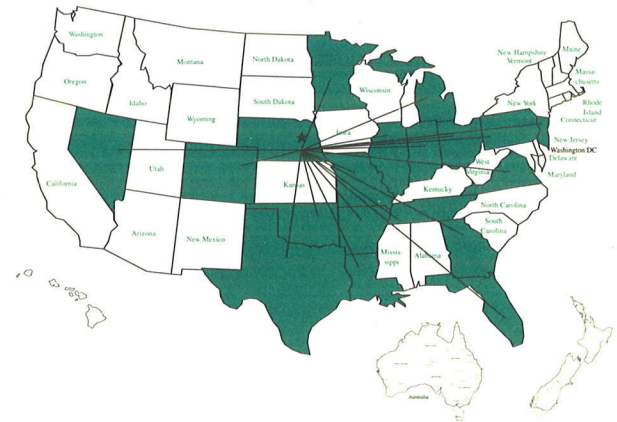 Washington
Montana
North Dakota
Oregon
Idaho
South Dakota
Wyoming
Wisconsin
New Hampshire
Vermont
Maine
Massa-
chusetts
New York
Rhode
Island
Connecticut
New Jersey
Washington DC
Delaware
Maryland
Iowa
Utah
California
Kansas
West
Virginia
Kentucky
North Carolina
South
Carolina
Arizona
New Mexico
Missis-
sippi
Alabama
Australia